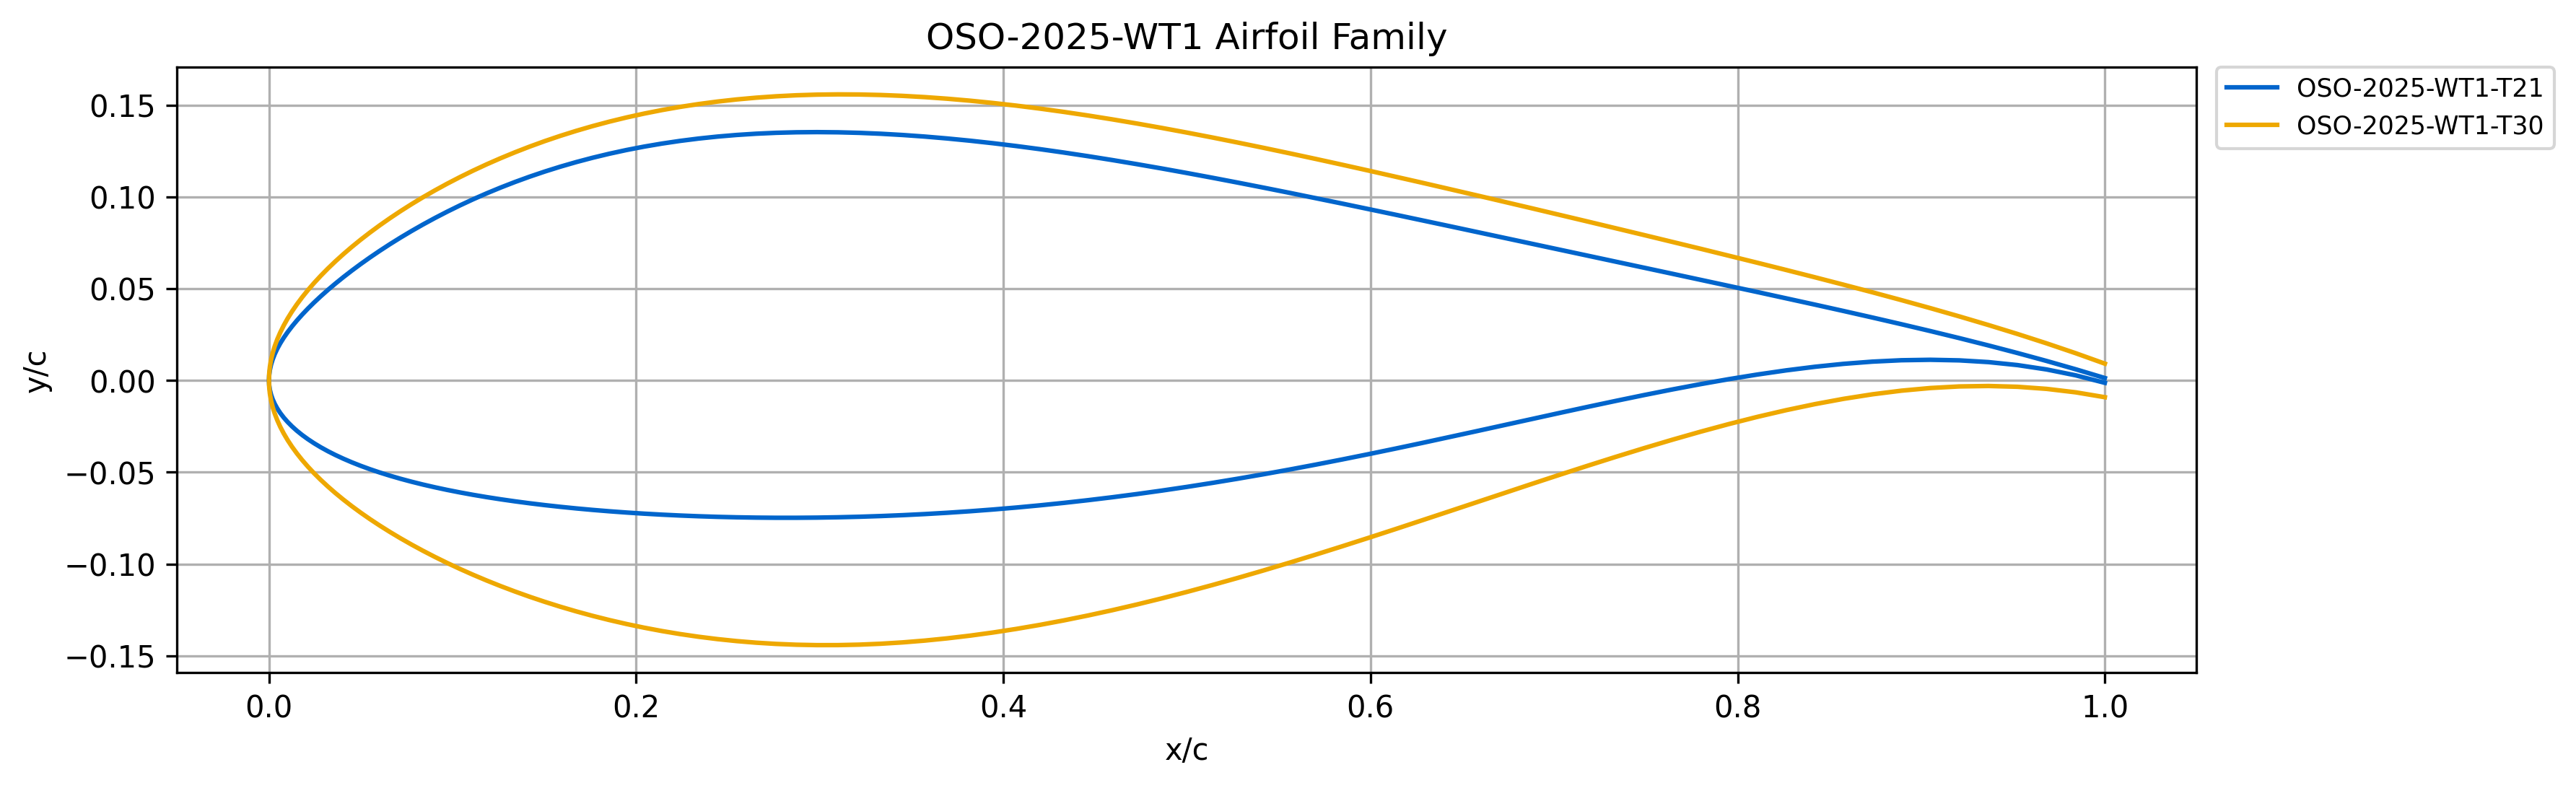 OSO-2025-WT1 Airfoil Family
OSO-2025-WT1-T21
OSO-2025-WT1-T30
y/c
0.15
0.10
0.05
0.00
−0.05
−0.10
−0.15
0.0 0.2 0.4 0.6 0.8 1.0
x/c